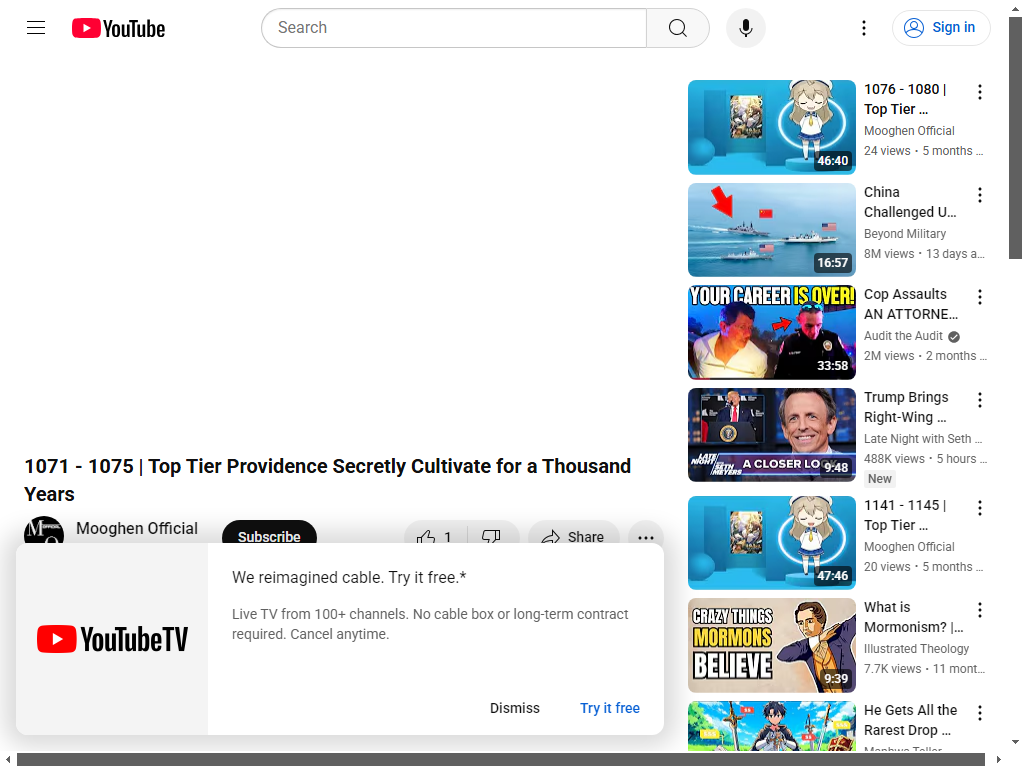 YouTube
Search
Sign in
1071 - 1075 | Top Tier Providence Secretly Cultivate for a Thousand
Years
Mooghen Official
Subscribe
1
Share
YouTubeTV
We reimagined cable. Try it free.*
Live TV from 100+ channels. No cable box or long-term contract
required. Cancel anytime.
Dismiss
Try it free
46:40
1076 - 1080 |
Top Tier ...
Mooghen Official
24 views · 5 months ...
16:57
China
Challenged U...
Beyond Military
8M views · 13 days a...
YOUR CAREER IS OVER!
33:58
Cop Assaults
AN ATTORNE...
Audit the Audit
2M views · 2 months ...
LATE NIGHT
SETH MEYERS
A CLOSER LO
9:48
Trump Brings
Right-Wing ...
Late Night with Seth ...
488K views · 5 hours ...
New
47:46
1141 - 1145 |
Top Tier ...
Mooghen Official
20 views · 5 months ...
CRAZY THINGS
MORMONS
BELIEVE
9:39
What is
Mormonism? |...
Illustrated Theology
7.7K views · 11 mont...
He Gets All the
Rarest Drop ...
Manhwa Teller